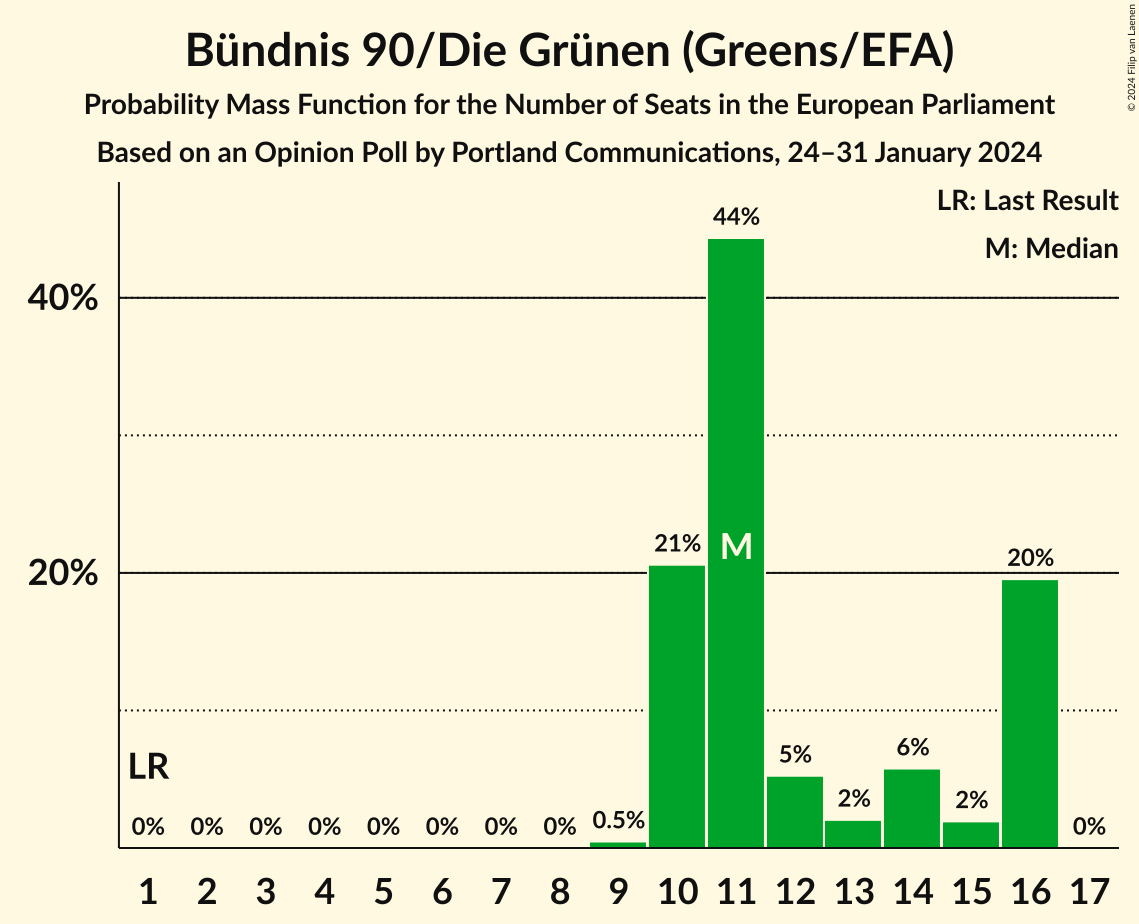 Bündnis 90/Die Grünen (Greens/EFA)
Probability Mass Function for the Number of Seats in the European Parliament
Based on an Opinion Poll by Portland Communications, 24–31 January 2024
© 2024 Filip van Laenen
LR: Last Result
M: Median
44%
40%
21%
M
20%
20%
LR
5%
2%
6%
2%
0% 0% 0% 0% 0% 0% 0% 0% 0.5% 0%
1 2 3 4 5 6 7 8 9 10 11 12 13 14 15 16 17